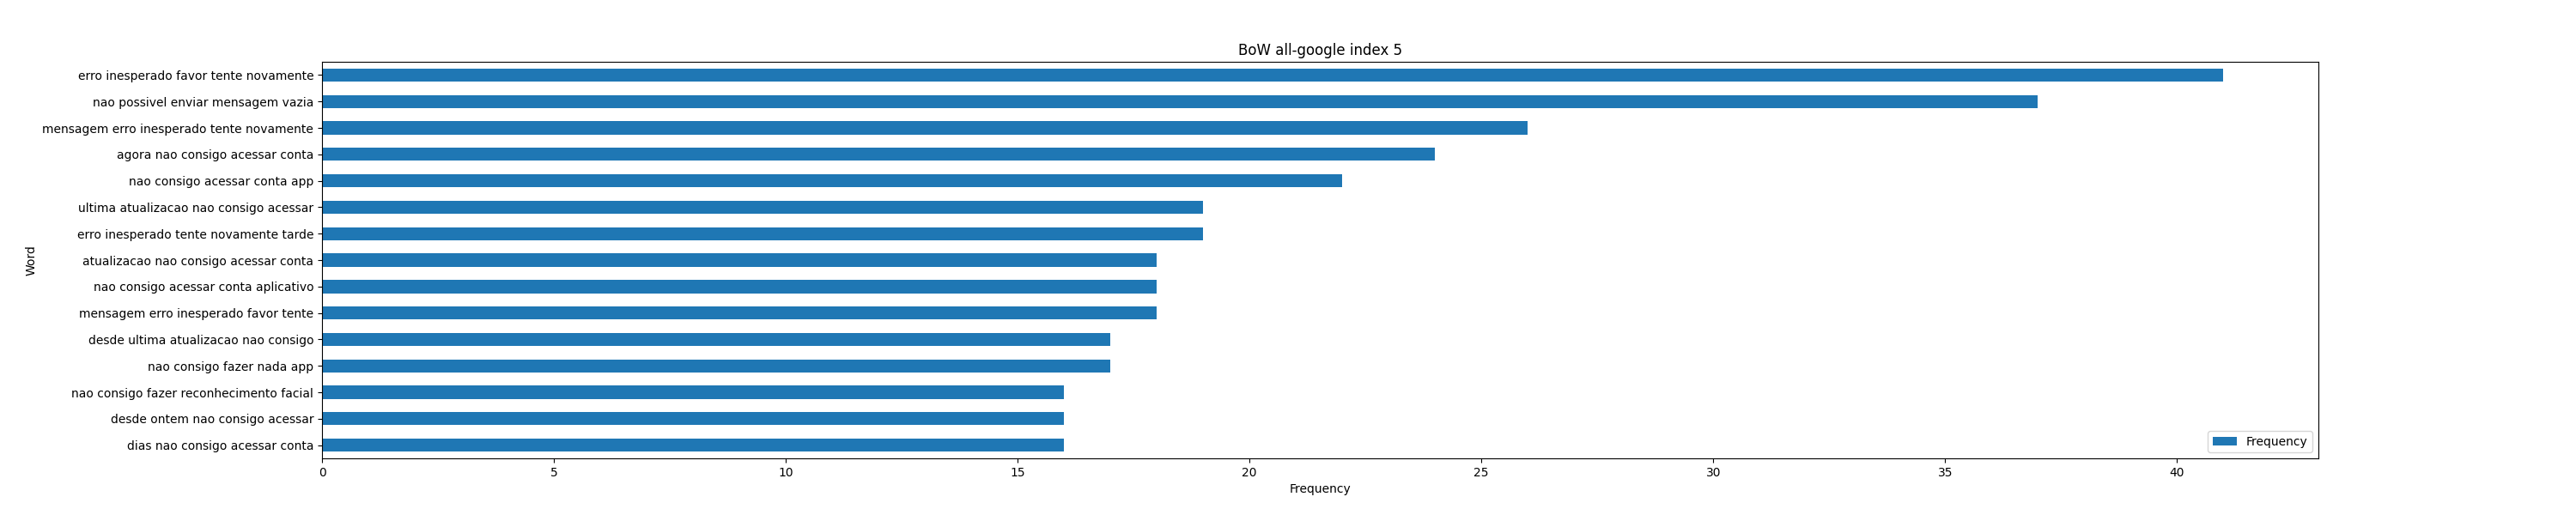 BoW all-google index 5
erro inesperado favor tente novamente
nao possivel enviar mensagem vazia
mensagem erro inesperado tente novamente
agora nao consigo acessar conta
nao consigo acessar conta app
ultima atualizacao nao consigo acessar
erro inesperado tente novamente tarde
atualizacao nao consigo acessar conta
nao consigo acessar conta aplicativo
mensagem erro inesperado favor tente
desde ultima atualizacao nao consigo
nao consigo fazer nada app
nao consigo fazer reconhecimento facial
desde ontem nao consigo acessar
dias nao consigo acessar conta
Word
Frequency
0 5 10 15 20 25 30 35 40
Frequency